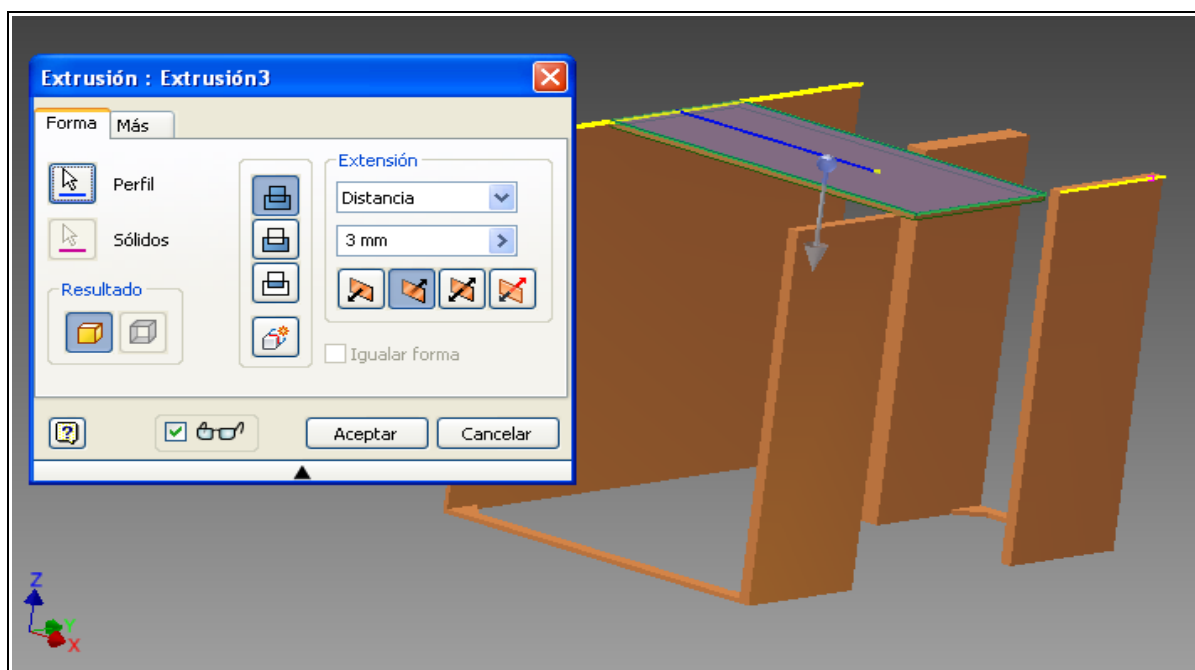 Extrusión : Extrusión3
Forma
Más
Perfil
Sólidos
Resultado
Extensión
Distancia
3 mm
Igualar forma
Aceptar
Cancelar
Z
Y
X